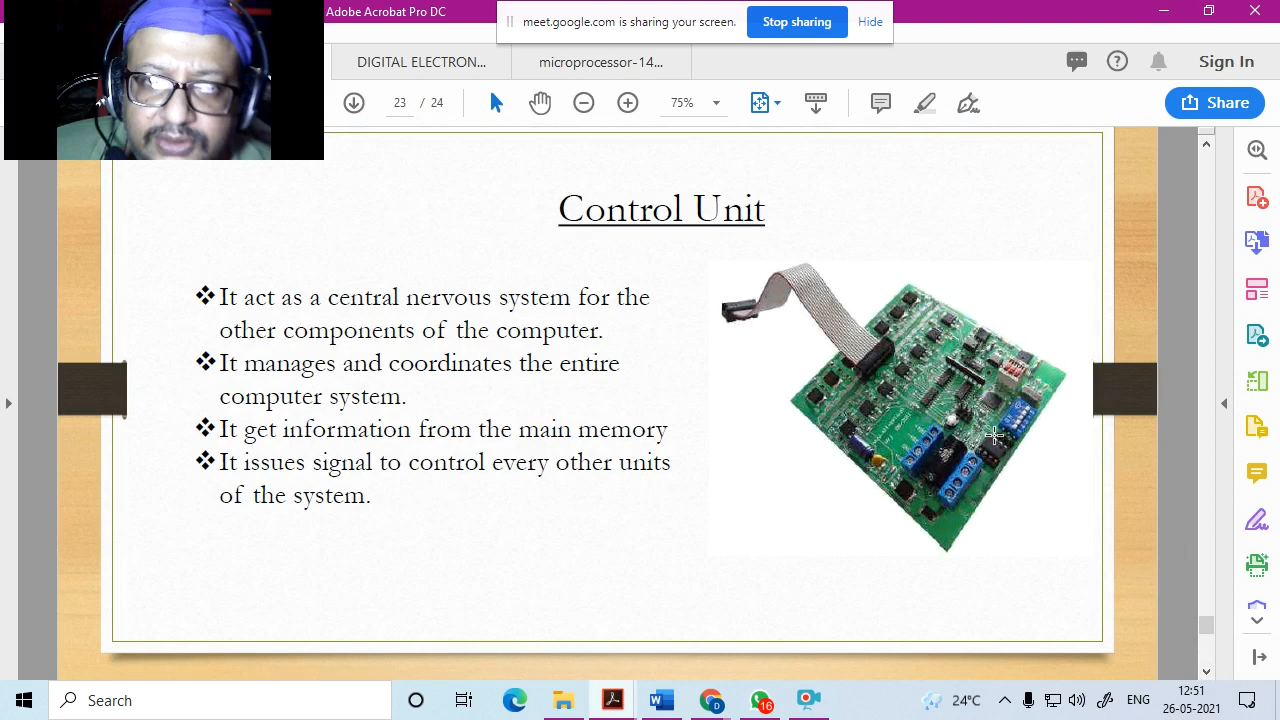 Adobe Acrobat Pro DC
meet.google.com is sharing your screen.
Stop sharing
Hide
DIGITAL ELECTRON...
microprocessor-14...
Sign In
23 / 24
75%
Share
Control Unit
It act as a central nervous system for the
other components of the computer.
It manages and coordinates the entire
computer system.
It get information from the main memory
It issues signal to control every other units
of the system.
Search
16
24°C
ENG
12:51
26-05-2021